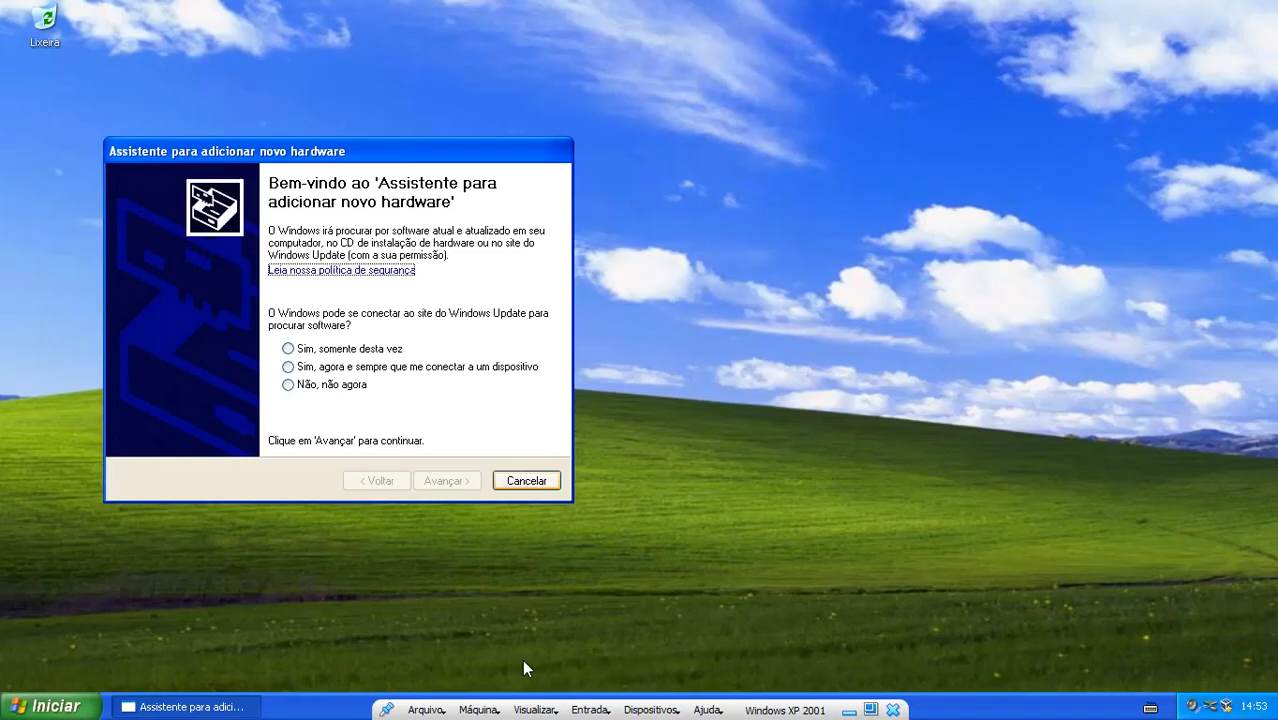 Lixeira
Assistente para adicionar novo hardware
Bem-vindo ao 'Assistente para
adicionar novo hardware'
O Windows irá procurar por software atual e atualizado em seu
computador, no CD de instalação de hardware ou no site do
Windows Update (com a sua permissão).
Leia nossa política de segurança
O Windows pode se conectar ao site do Windows Update para
procurar software?
Sim, somente desta vez
Sim, agora e sempre que me conectar a um dispositivo
Não, não agora
Clique em 'Avançar' para continuar.
< Voltar Avançar > Cancelar
Iniciar Assistente para adici... Arquivo Máquina Visualizar Entrada Dispositivos Ajuda Windows XP 2001 14:53